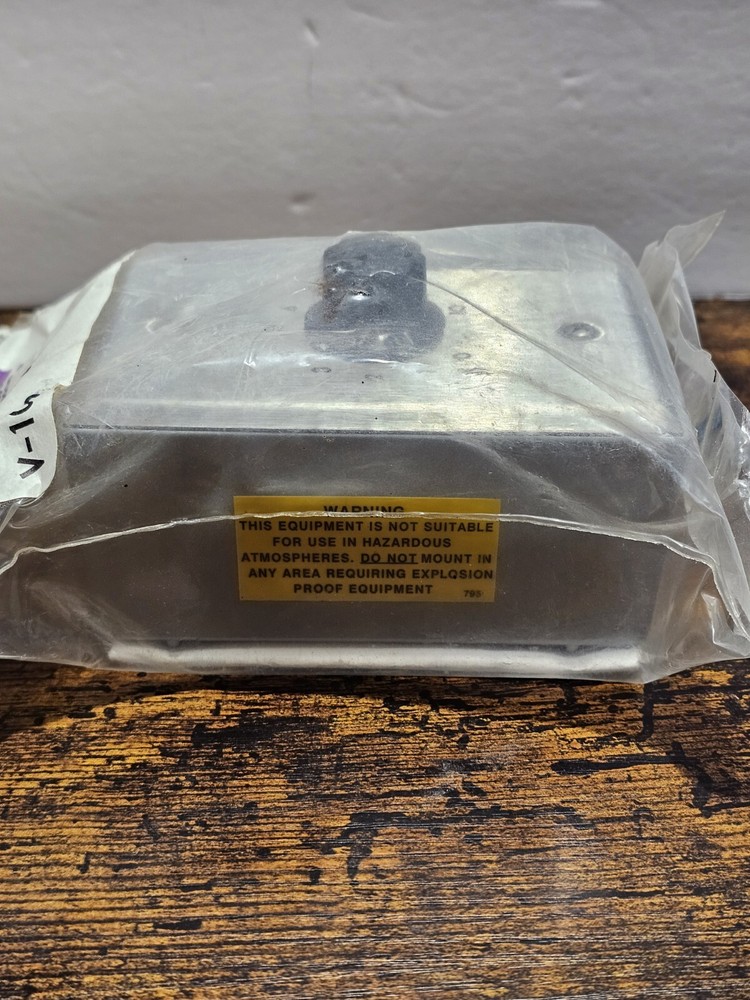 V-15
WARNING
THIS EQUIPMENT IS NOT SUITABLE
FOR USE IN HAZARDOUS
ATMOSPHERES. DO NOT MOUNT IN
ANY AREA REQUIRING EXPLOSION
PROOF EQUIPMENT